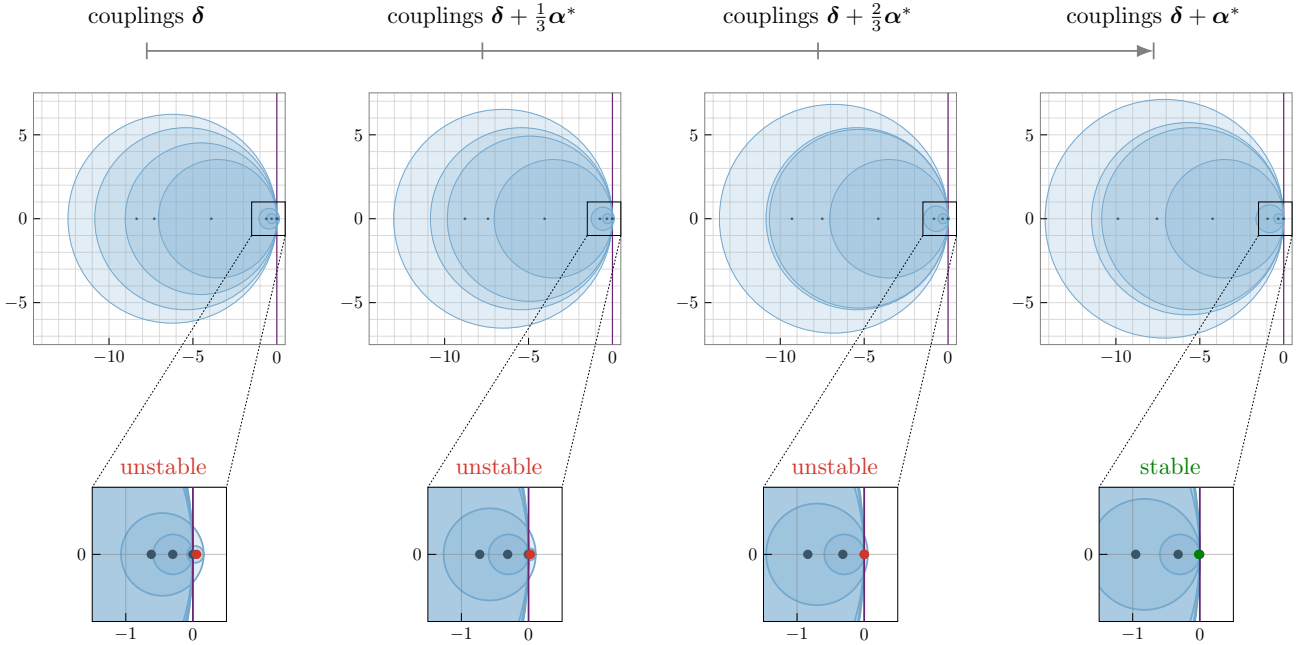 couplings δ couplings δ + 1/3 α* couplings δ + 2/3 α* couplings δ + α*
5 5 5 5
0 0 0 0
−5 −5 −5 −5
−10 −5 0 −10 −5 0 −10 −5 0 −10 −5 0
unstable unstable unstable stable
0 0 0 0
−1 0 −1 0 −1 0 −1 0